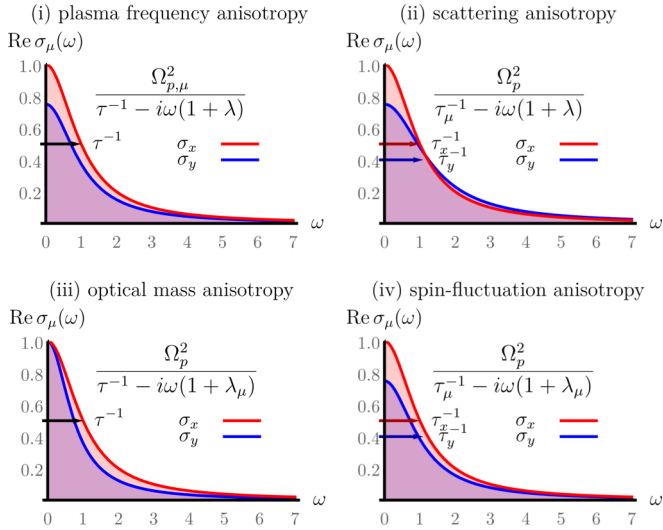 (i) plasma frequency anisotropy
Re σ_μ(ω)
1.0
0.8
0.6
0.4
0.2
Ω²_{p,μ}
τ⁻¹ − iω(1 + λ)
τ⁻¹
σ_x
σ_y
0 1 2 3 4 5 6 7 ω
(ii) scattering anisotropy
Re σ_μ(ω)
1.0
0.8
0.6
0.4
0.2
Ω²_p
τ_μ⁻¹ − iω(1 + λ)
τ_x⁻¹
τ_y⁻¹
σ_x
σ_y
0 1 2 3 4 5 6 7 ω
(iii) optical mass anisotropy
Re σ_μ(ω)
1.0
0.8
0.6
0.4
0.2
Ω²_p
τ⁻¹ − iω(1 + λ_μ)
τ⁻¹
σ_x
σ_y
0 1 2 3 4 5 6 7 ω
(iv) spin-fluctuation anisotropy
Re σ_μ(ω)
1.0
0.8
0.6
0.4
0.2
Ω²_p
τ_μ⁻¹ − iω(1 + λ_μ)
τ_x⁻¹
τ_y⁻¹
σ_x
σ_y
0 1 2 3 4 5 6 7 ω